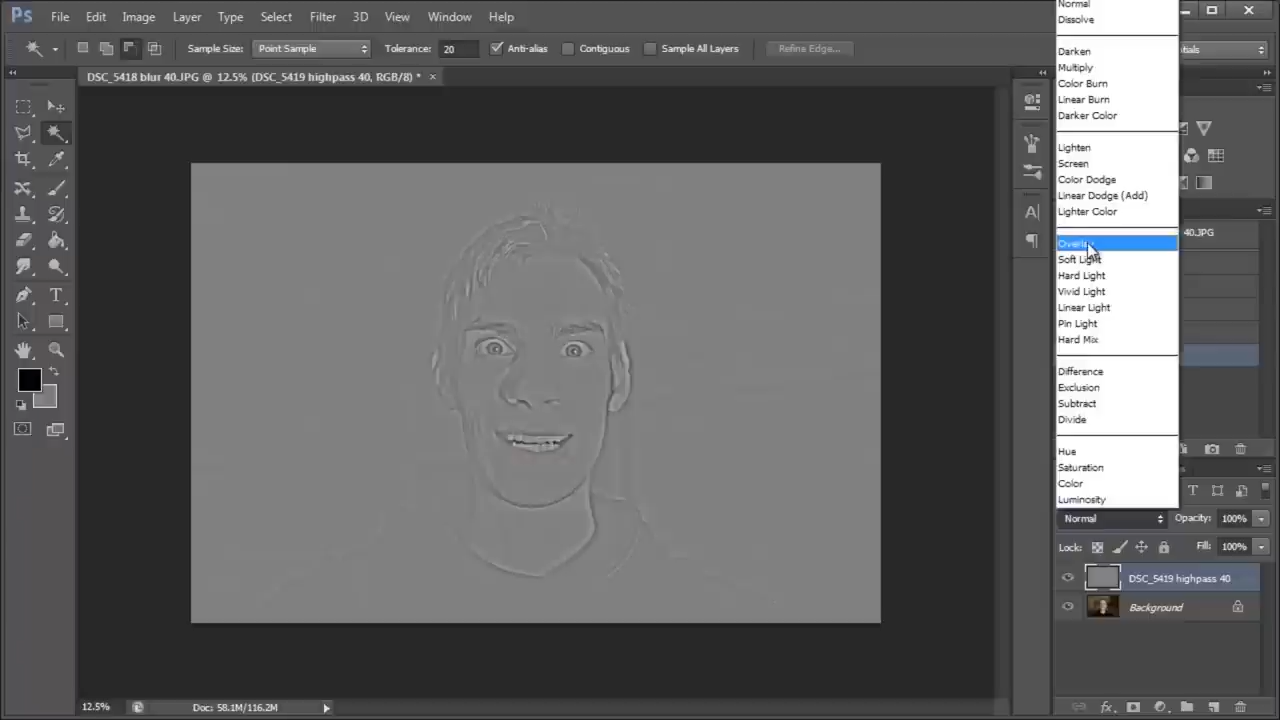 Ps File Edit Image Layer Type Select Filter 3D View Window Help
Sample Size: Point Sample Tolerance: 20 Anti-alias Contiguous Sample All Layers Refine Edge...
DSC_5418 blur 40.JPG @ 12.5% (DSC_5419 highpass 40, RGB/8) * ×
Normal
Dissolve
Darken
Multiply
Color Burn
Linear Burn
Darker Color
Lighten
Screen
Color Dodge
Linear Dodge (Add)
Lighter Color
40.JPG
Overlay
Soft Light
Hard Light
Vivid Light
Linear Light
Pin Light
Hard Mix
Difference
Exclusion
Subtract
Divide
Hue
Saturation
Color
Luminosity
Normal Opacity: 100%
Lock: Fill: 100%
DSC_5419 highpass 40
Background
12.5% Doc: 58.1M/116.2M